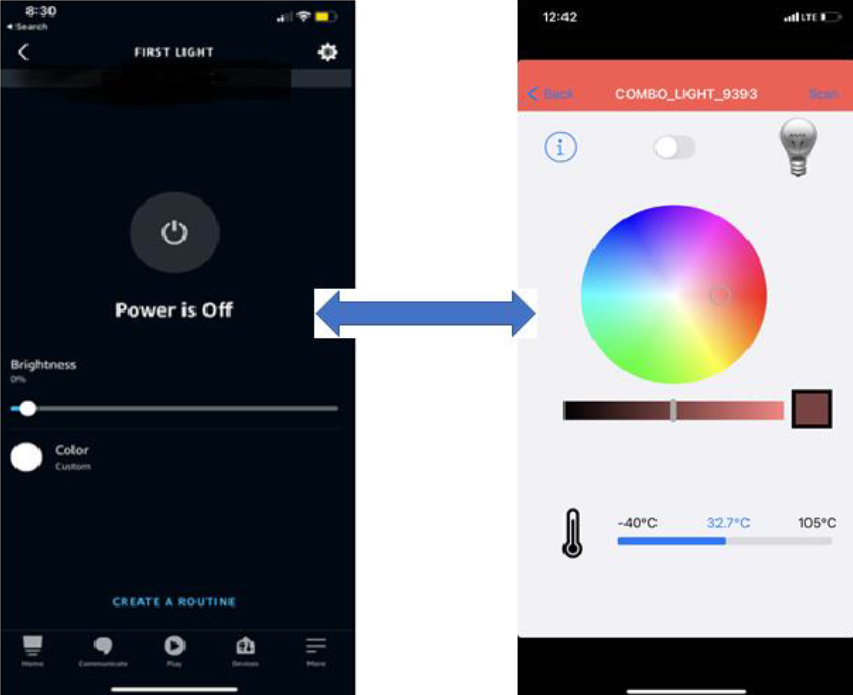 8:30
Search
FIRST LIGHT
Power is Off
Brightness
0%
Color
Custom
CREATE A ROUTINE
Home
Communicate
Play
Devices
More
12:42
LTE
Back
COMBO_LIGHT_9393
Scan
i
-40°C
32.7°C
105°C